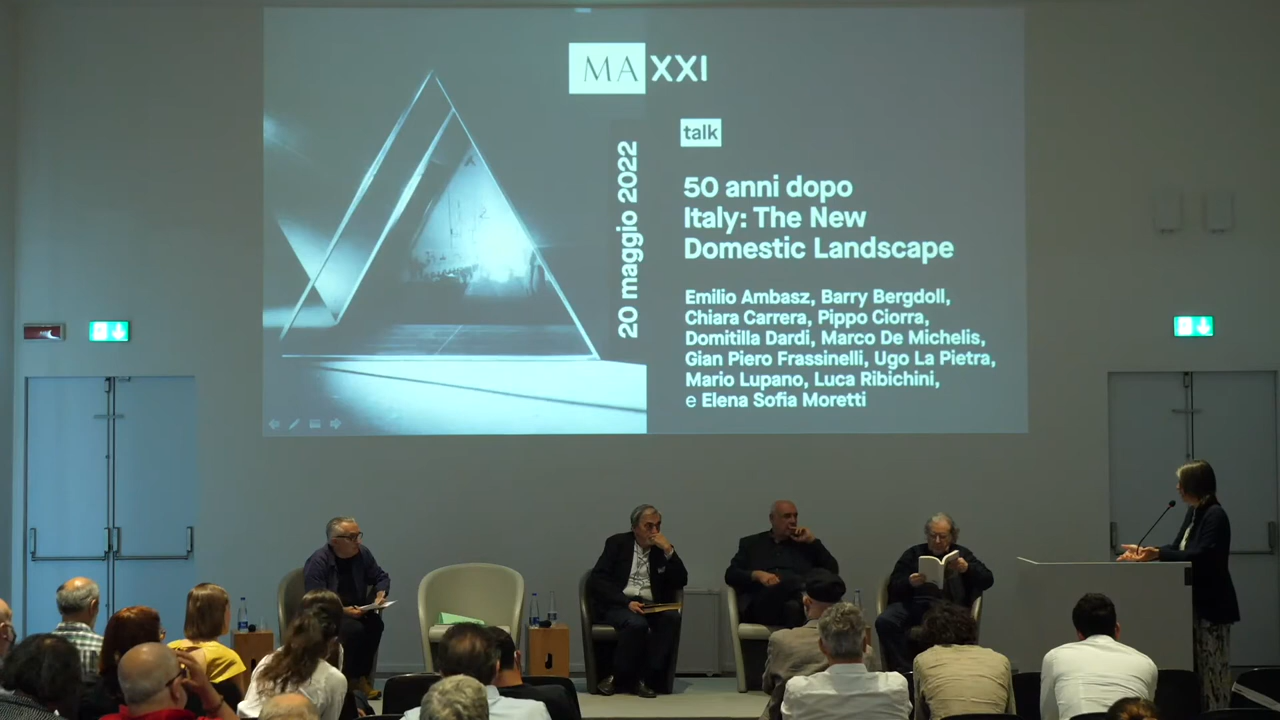 MAXXI
talk
20 maggio 2022
50 anni dopo
Italy: The New
Domestic Landscape
Emilio Ambasz, Barry Bergdoll,
Chiara Carrera, Pippo Ciorra,
Domitilla Dardi, Marco De Michelis,
Gian Piero Frassinelli, Ugo La Pietra,
Mario Lupano, Luca Ribichini,
e Elena Sofia Moretti